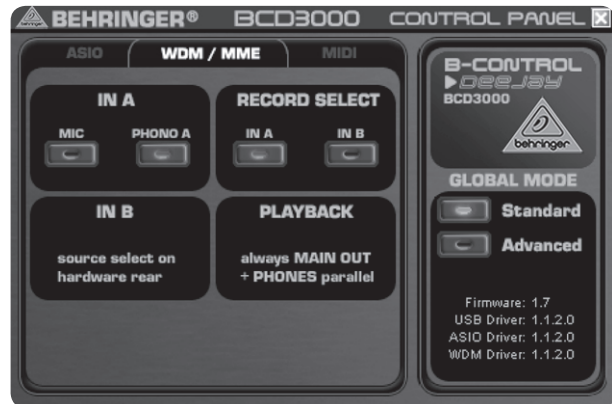 BEHRINGER® BCD3000 CONTROL PANEL X
ASIO WDM / MME MIDI
IN A
MIC PHONO A
RECORD SELECT
IN A IN B
IN B
source select on
hardware rear
PLAYBACK
always MAIN OUT
+ PHONES parallel
B-CONTROL
DEEJAY
BCD3000
behringer
GLOBAL MODE
Standard
Advanced
Firmware: 1.7
USB Driver: 1.1.2.0
ASIO Driver: 1.1.2.0
WDM Driver: 1.1.2.0